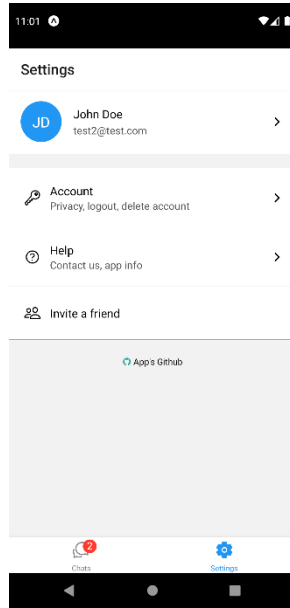 11:01
Settings
JD
John Doe
test2@test.com
Account
Privacy, logout, delete account
Help
Contact us, app info
Invite a friend
App's Github
2
Chats
Settings